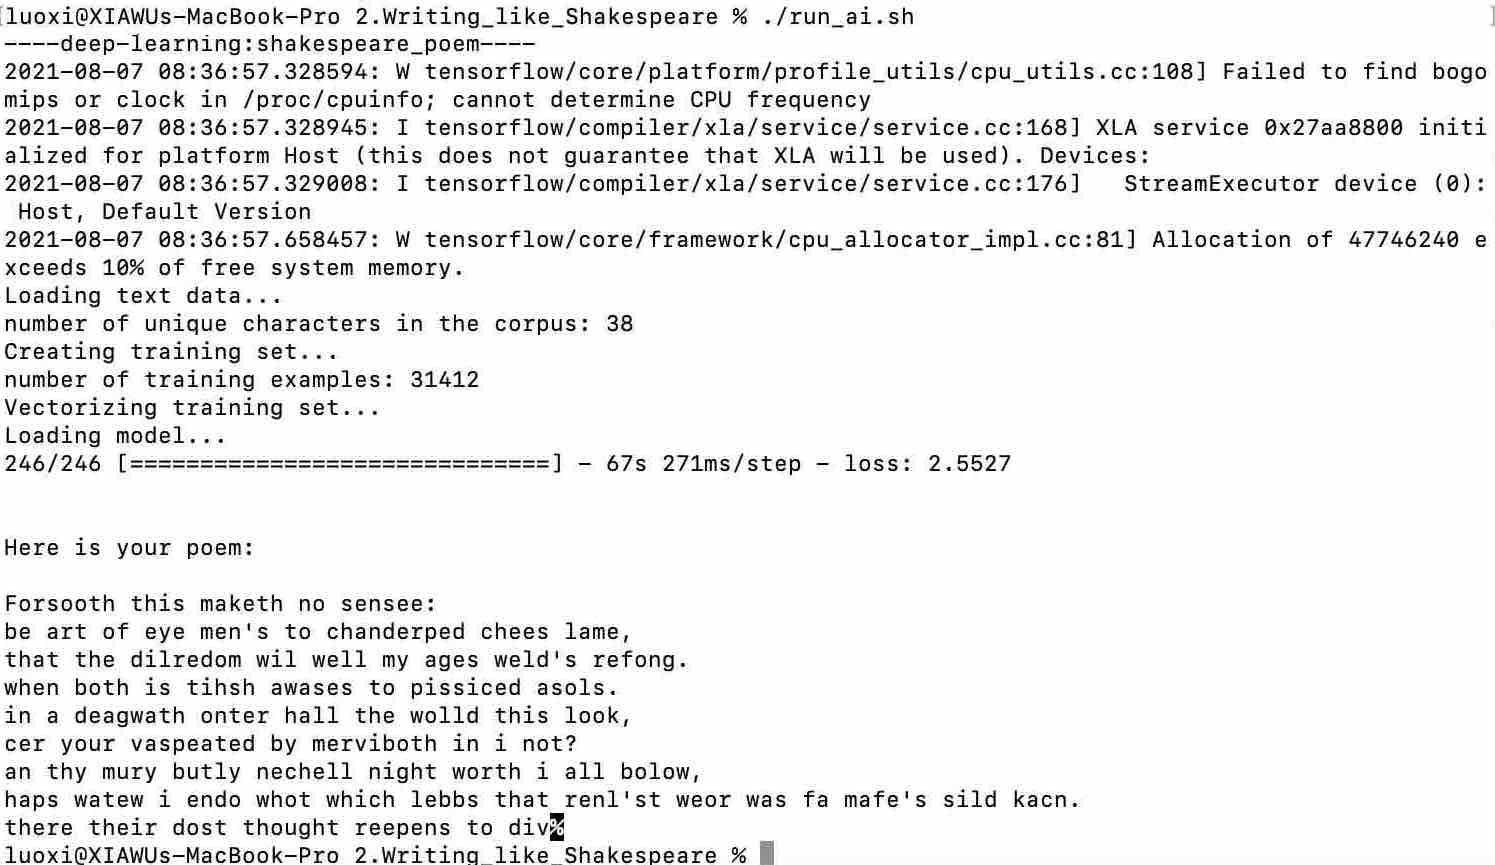 luoxi@XIAWUs-MacBook-Pro 2.Writing_like_Shakespeare % ./run_ai.sh
----deep-learning:shakespeare_poem----
2021-08-07 08:36:57.328594: W tensorflow/core/platform/profile_utils/cpu_utils.cc:108] Failed to find bogo
mips or clock in /proc/cpuinfo; cannot determine CPU frequency
2021-08-07 08:36:57.328945: I tensorflow/compiler/xla/service/service.cc:168] XLA service 0x27aa8800 initi
alized for platform Host (this does not guarantee that XLA will be used). Devices:
2021-08-07 08:36:57.329008: I tensorflow/compiler/xla/service/service.cc:176]   StreamExecutor device (0):
 Host, Default Version
2021-08-07 08:36:57.658457: W tensorflow/core/framework/cpu_allocator_impl.cc:81] Allocation of 47746240 e
xceeds 10% of free system memory.
Loading text data...
number of unique characters in the corpus: 38
Creating training set...
number of training examples: 31412
Vectorizing training set...
Loading model...
246/246 [==============================] - 67s 271ms/step - loss: 2.5527
Here is your poem:
Forsooth this maketh no sensee:
be art of eye men's to chanderped chees lame,
that the dilredom wil well my ages weld's refong.
when both is tihsh awases to pissiced asols.
in a deagwath onter hall the wolld this look,
cer your vaspeated by merviboth in i not?
an thy mury butly nechell night worth i all bolow,
haps watew i endo whot which lebbs that renl'st weor was fa mafe's sild kacn.
there their dost thought reepens to div%
luoxi@XIAWUs-MacBook-Pro 2.Writing_like_Shakespeare %